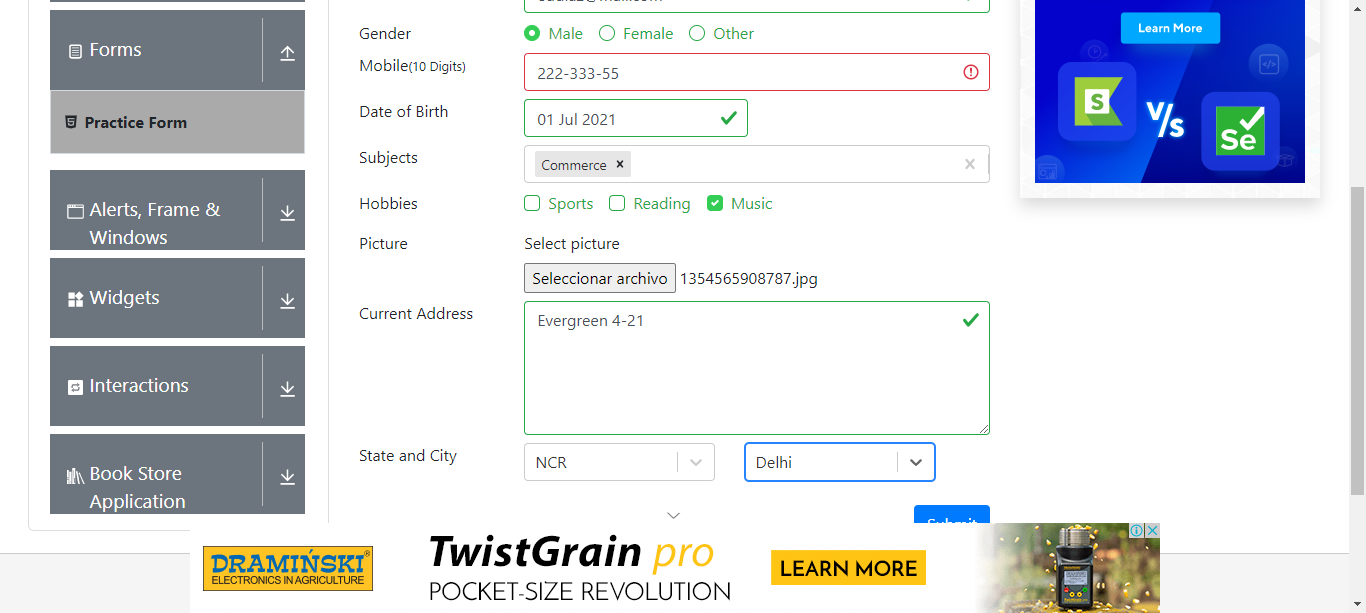 Forms
Practice Form
Alerts, Frame &
Windows
Widgets
Interactions
Book Store
Application
Gender
Male
Female
Other
Mobile(10 Digits)
222-333-55
Date of Birth
01 Jul 2021
Subjects
Commerce ×
Hobbies
Sports
Reading
Music
Picture
Select picture
Seleccionar archivo 1354565908787.jpg
Current Address
Evergreen 4-21
State and City
NCR
Delhi
Submit
Learn More
S
V/s
Se
DRAMIŃSKI®
ELECTRONICS IN AGRICULTURE
TwistGrain pro
POCKET-SIZE REVOLUTION
LEARN MORE